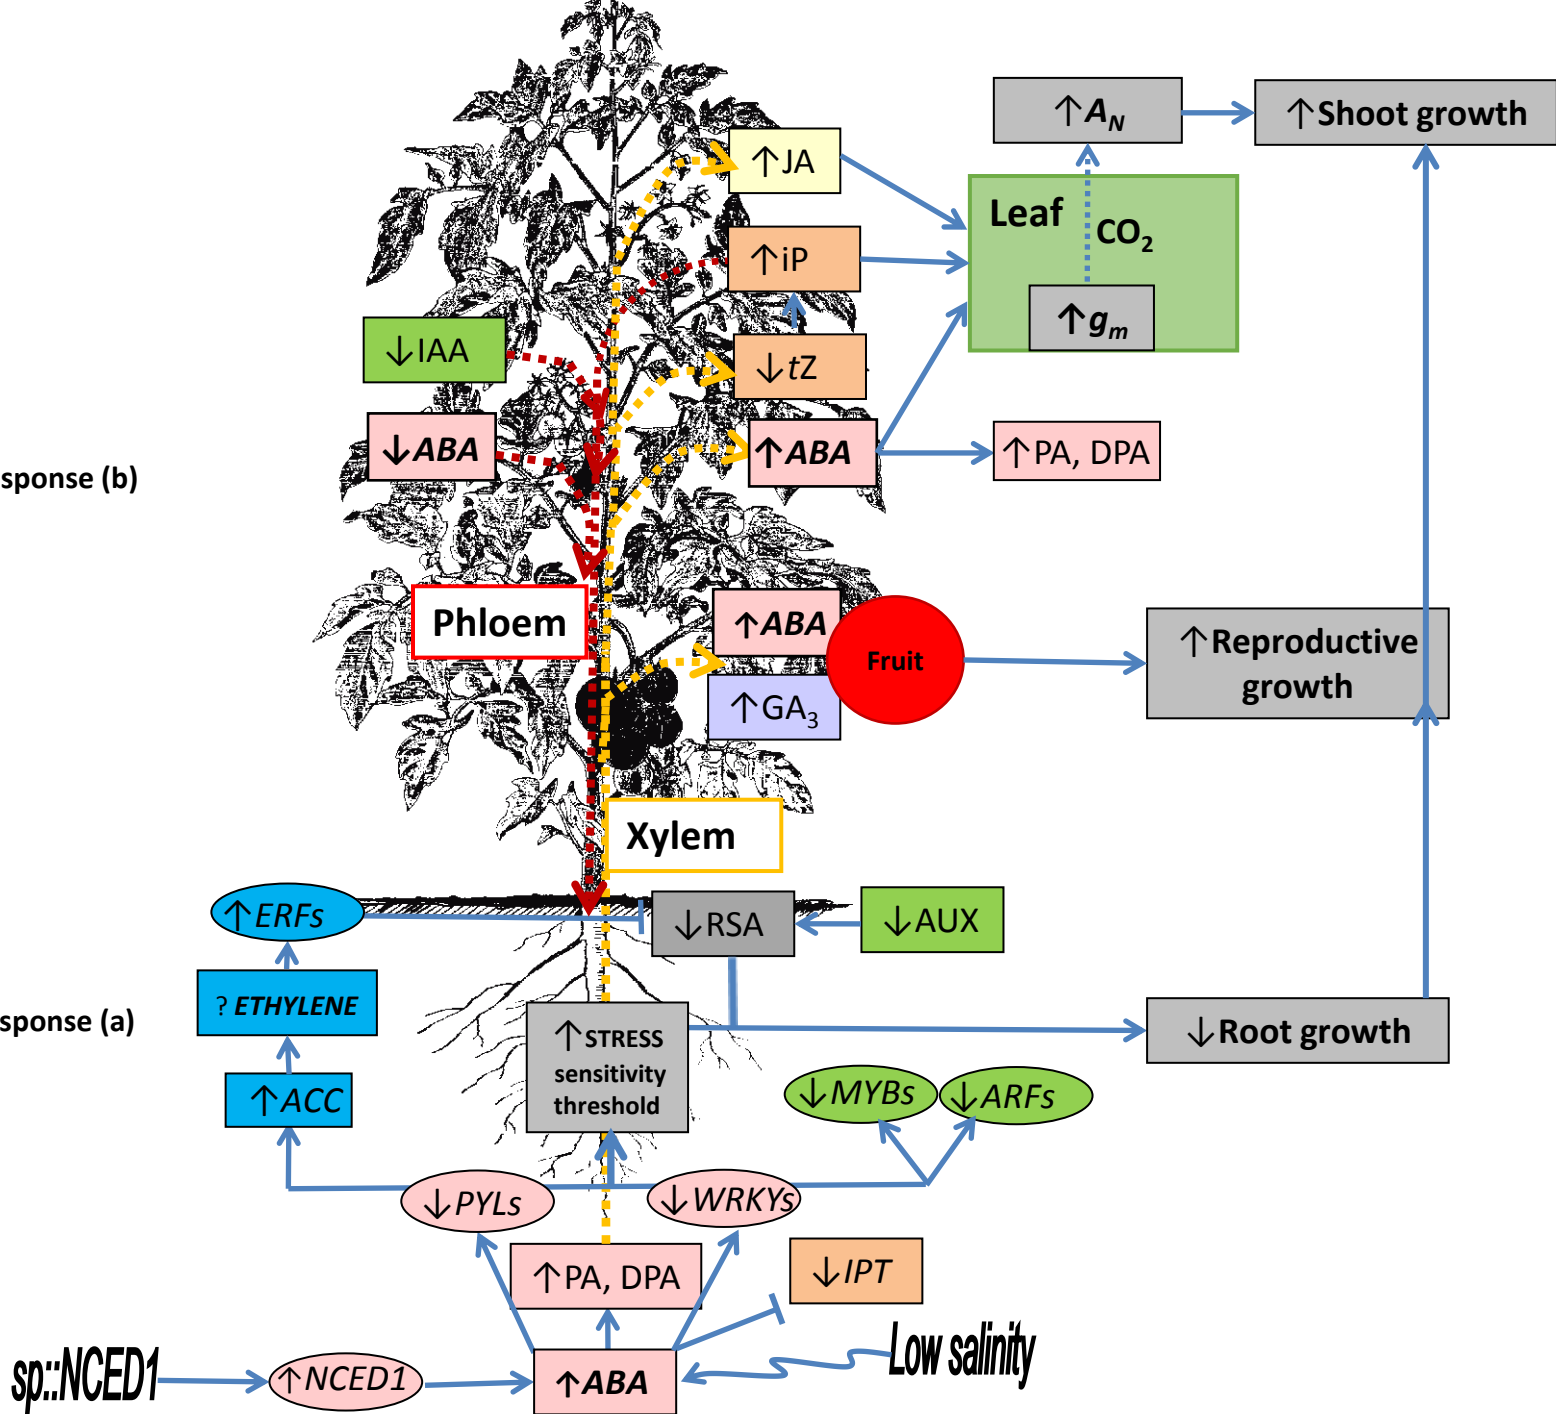 ↑A_N
↑Shoot growth
↑JA
Leaf
CO₂
↑iP
↑g_m
↓IAA
↓tZ
↓ABA
↑ABA
↑PA, DPA
sponse (b)
Phloem
↑ABA
Fruit
↑Reproductive
growth
↑GA₃
Xylem
↑ERFs
↓RSA
↓AUX
? ETHYLENE
sponse (a)
↑STRESS
sensitivity
threshold
↓Root growth
↑ACC
↓MYBs
↓ARFs
↓PYLs
↓WRKYs
↑PA, DPA
↓IPT
Low salinity
sp::NCED1
↑NCED1
↑ABA